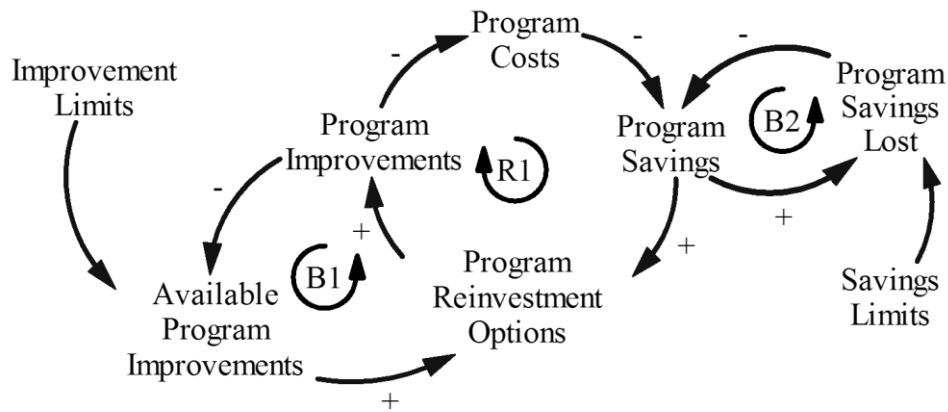 Program
Costs
-
-
-
-
Improvement
Limits
Program
Improvements
R1
Program
Savings
B2
Program
Savings
Lost
-
+
+
+
B1
Available
Program
Improvements
Program
Reinvestment
Options
Savings
Limits
+